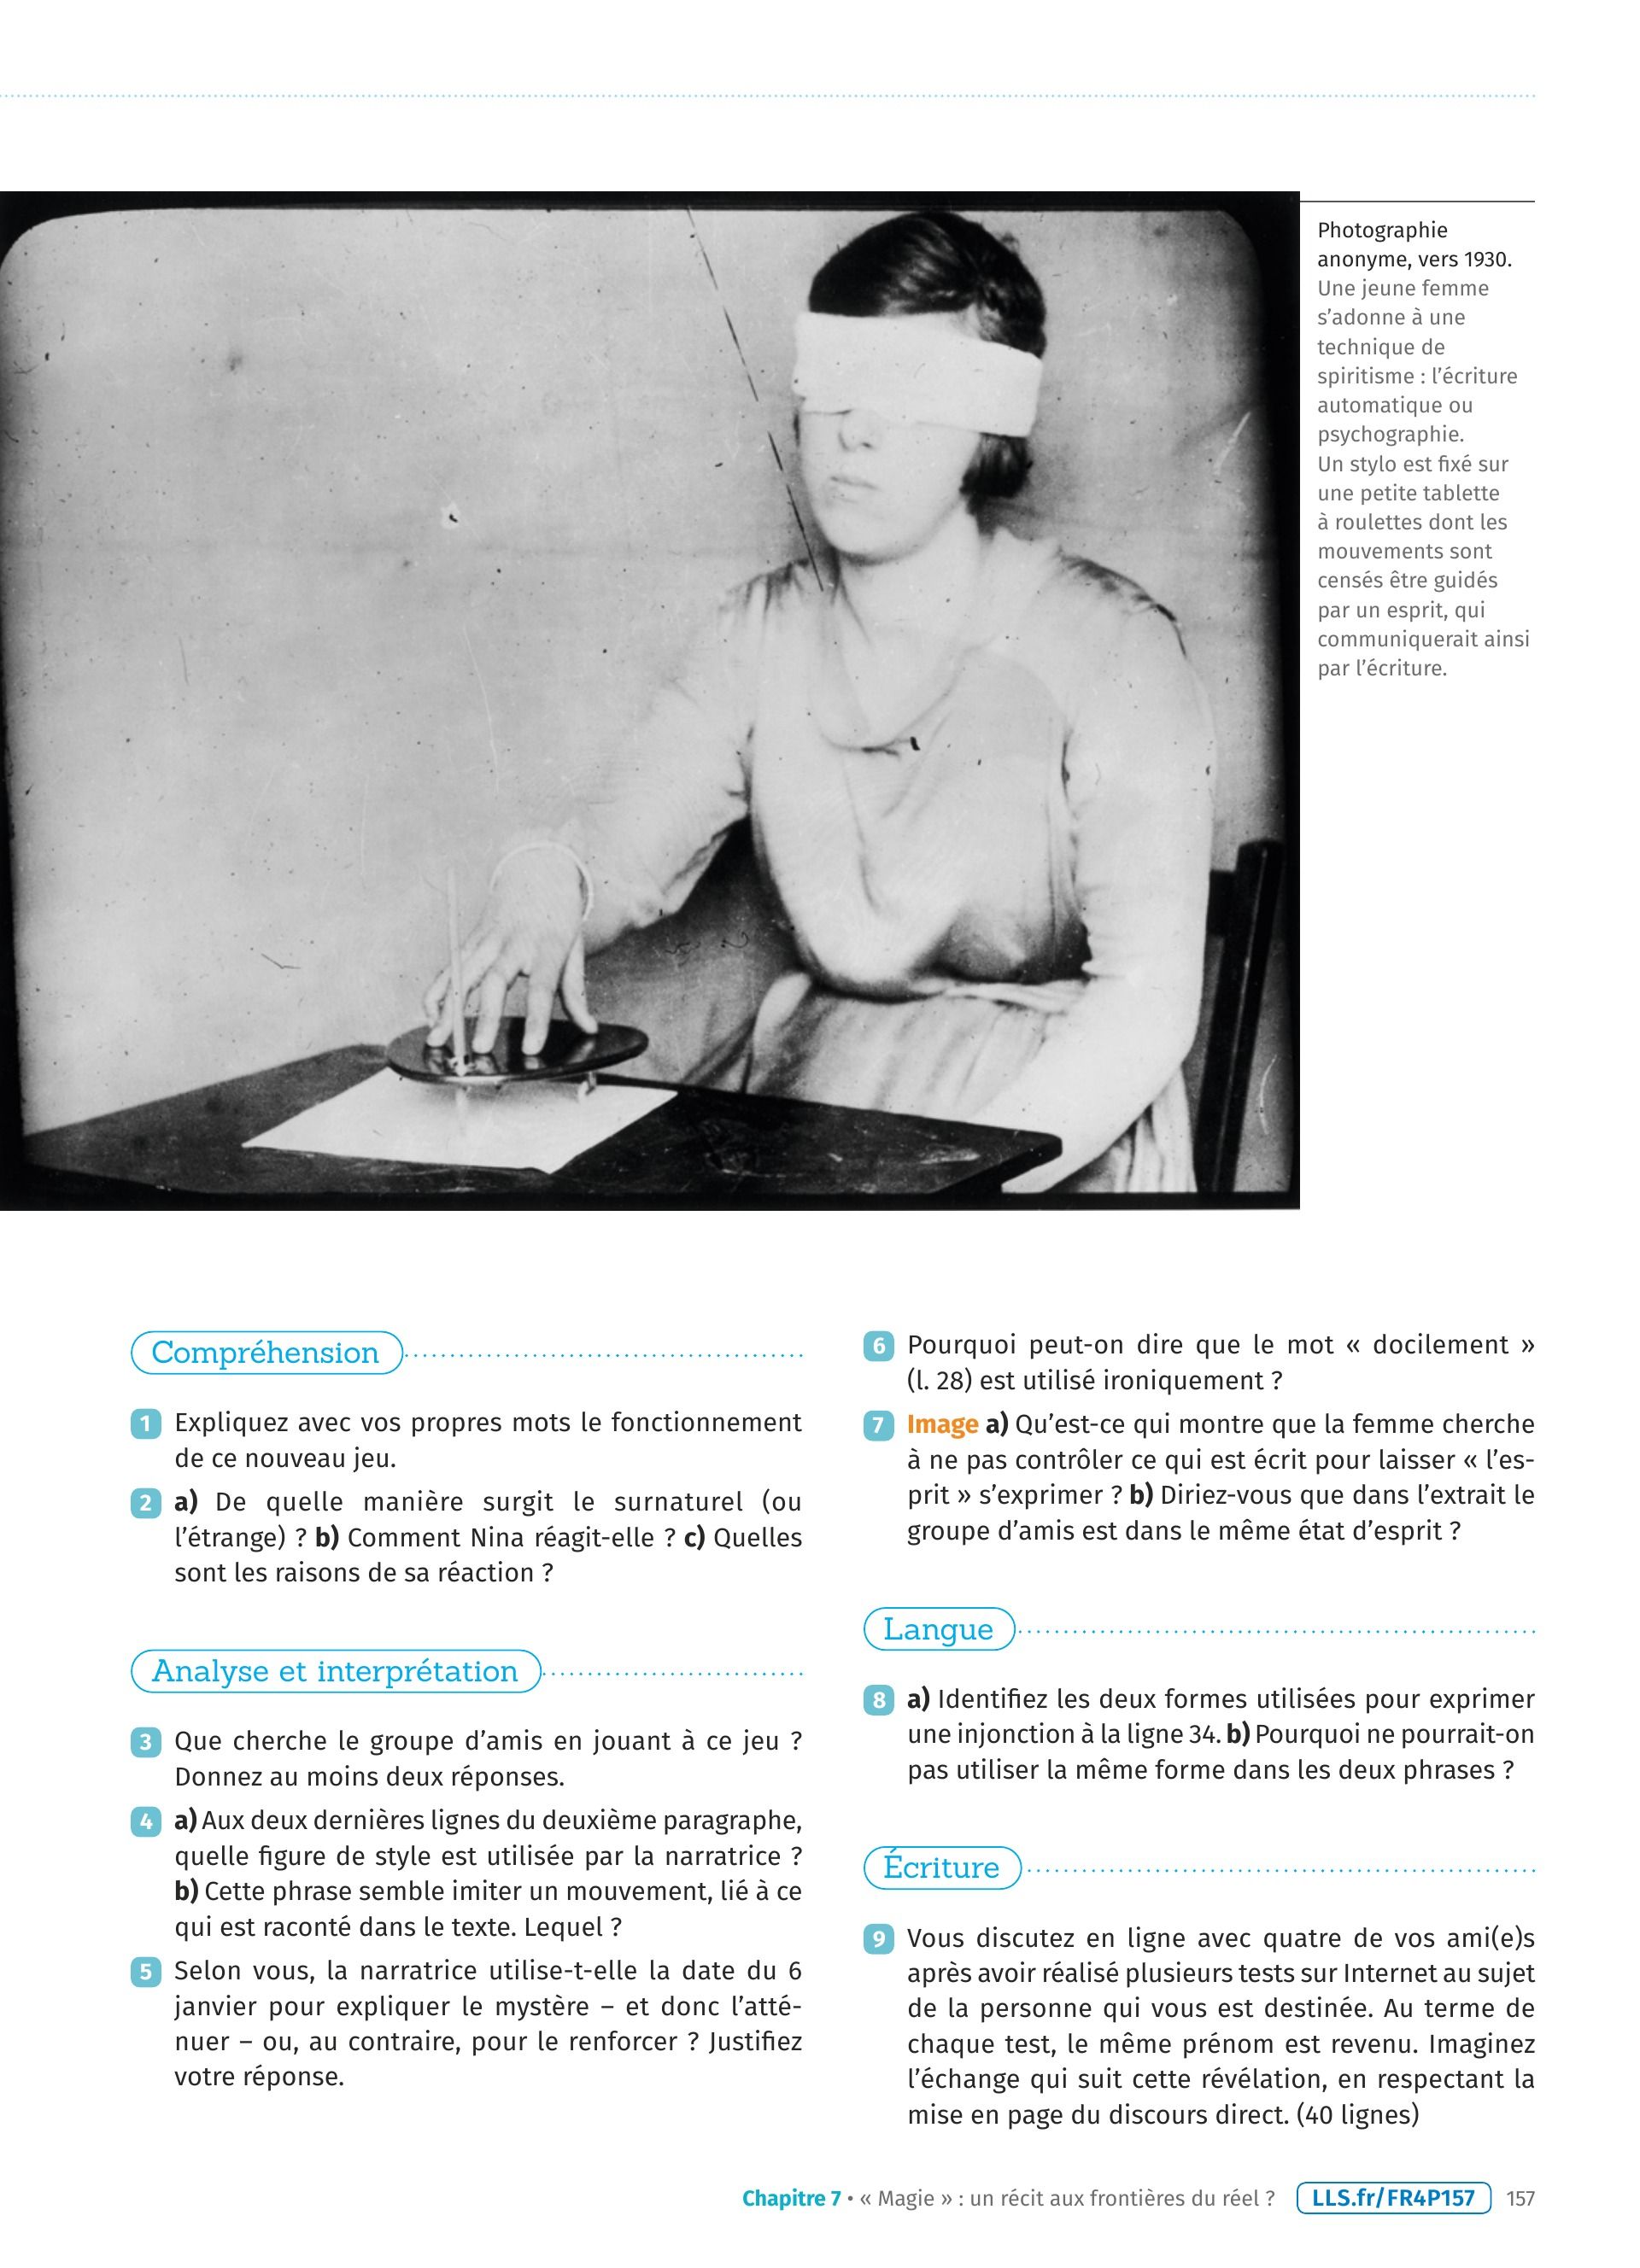 Photographie
anonyme, vers 1930.
Une jeune femme
s’adonne à une
technique de
spiritisme : l’écriture
automatique ou
psychographie.
Un stylo est fixé sur
une petite tablette
à roulettes dont les
mouvements sont
censés être guidés
par un esprit, qui
communiquerait ainsi
par l’écriture.
Compréhension
1 Expliquez avec vos propres mots le fonctionnement
de ce nouveau jeu.
2 a) De quelle manière surgit le surnaturel (ou
l’étrange) ? b) Comment Nina réagit-elle ? c) Quelles
sont les raisons de sa réaction ?
Analyse et interprétation
3 Que cherche le groupe d’amis en jouant à ce jeu ?
Donnez au moins deux réponses.
4 a) Aux deux dernières lignes du deuxième paragraphe,
quelle figure de style est utilisée par la narratrice ?
b) Cette phrase semble imiter un mouvement, lié à ce
qui est raconté dans le texte. Lequel ?
5 Selon vous, la narratrice utilise-t-elle la date du 6
janvier pour expliquer le mystère – et donc l’atté-
nuer – ou, au contraire, pour le renforcer ? Justifiez
votre réponse.
6 Pourquoi peut-on dire que le mot « docilement »
(l. 28) est utilisé ironiquement ?
7 Image a) Qu’est-ce qui montre que la femme cherche
à ne pas contrôler ce qui est écrit pour laisser « l’es-
prit » s’exprimer ? b) Diriez-vous que dans l’extrait le
groupe d’amis est dans le même état d’esprit ?
Langue
8 a) Identifiez les deux formes utilisées pour exprimer
une injonction à la ligne 34. b) Pourquoi ne pourrait-on
pas utiliser la même forme dans les deux phrases ?
Écriture
9 Vous discutez en ligne avec quatre de vos ami(e)s
après avoir réalisé plusieurs tests sur Internet au sujet
de la personne qui vous est destinée. Au terme de
chaque test, le même prénom est revenu. Imaginez
l’échange qui suit cette révélation, en respectant la
mise en page du discours direct. (40 lignes)
Chapitre 7 • « Magie » : un récit aux frontières du réel ? LLS.fr/FR4P157 157